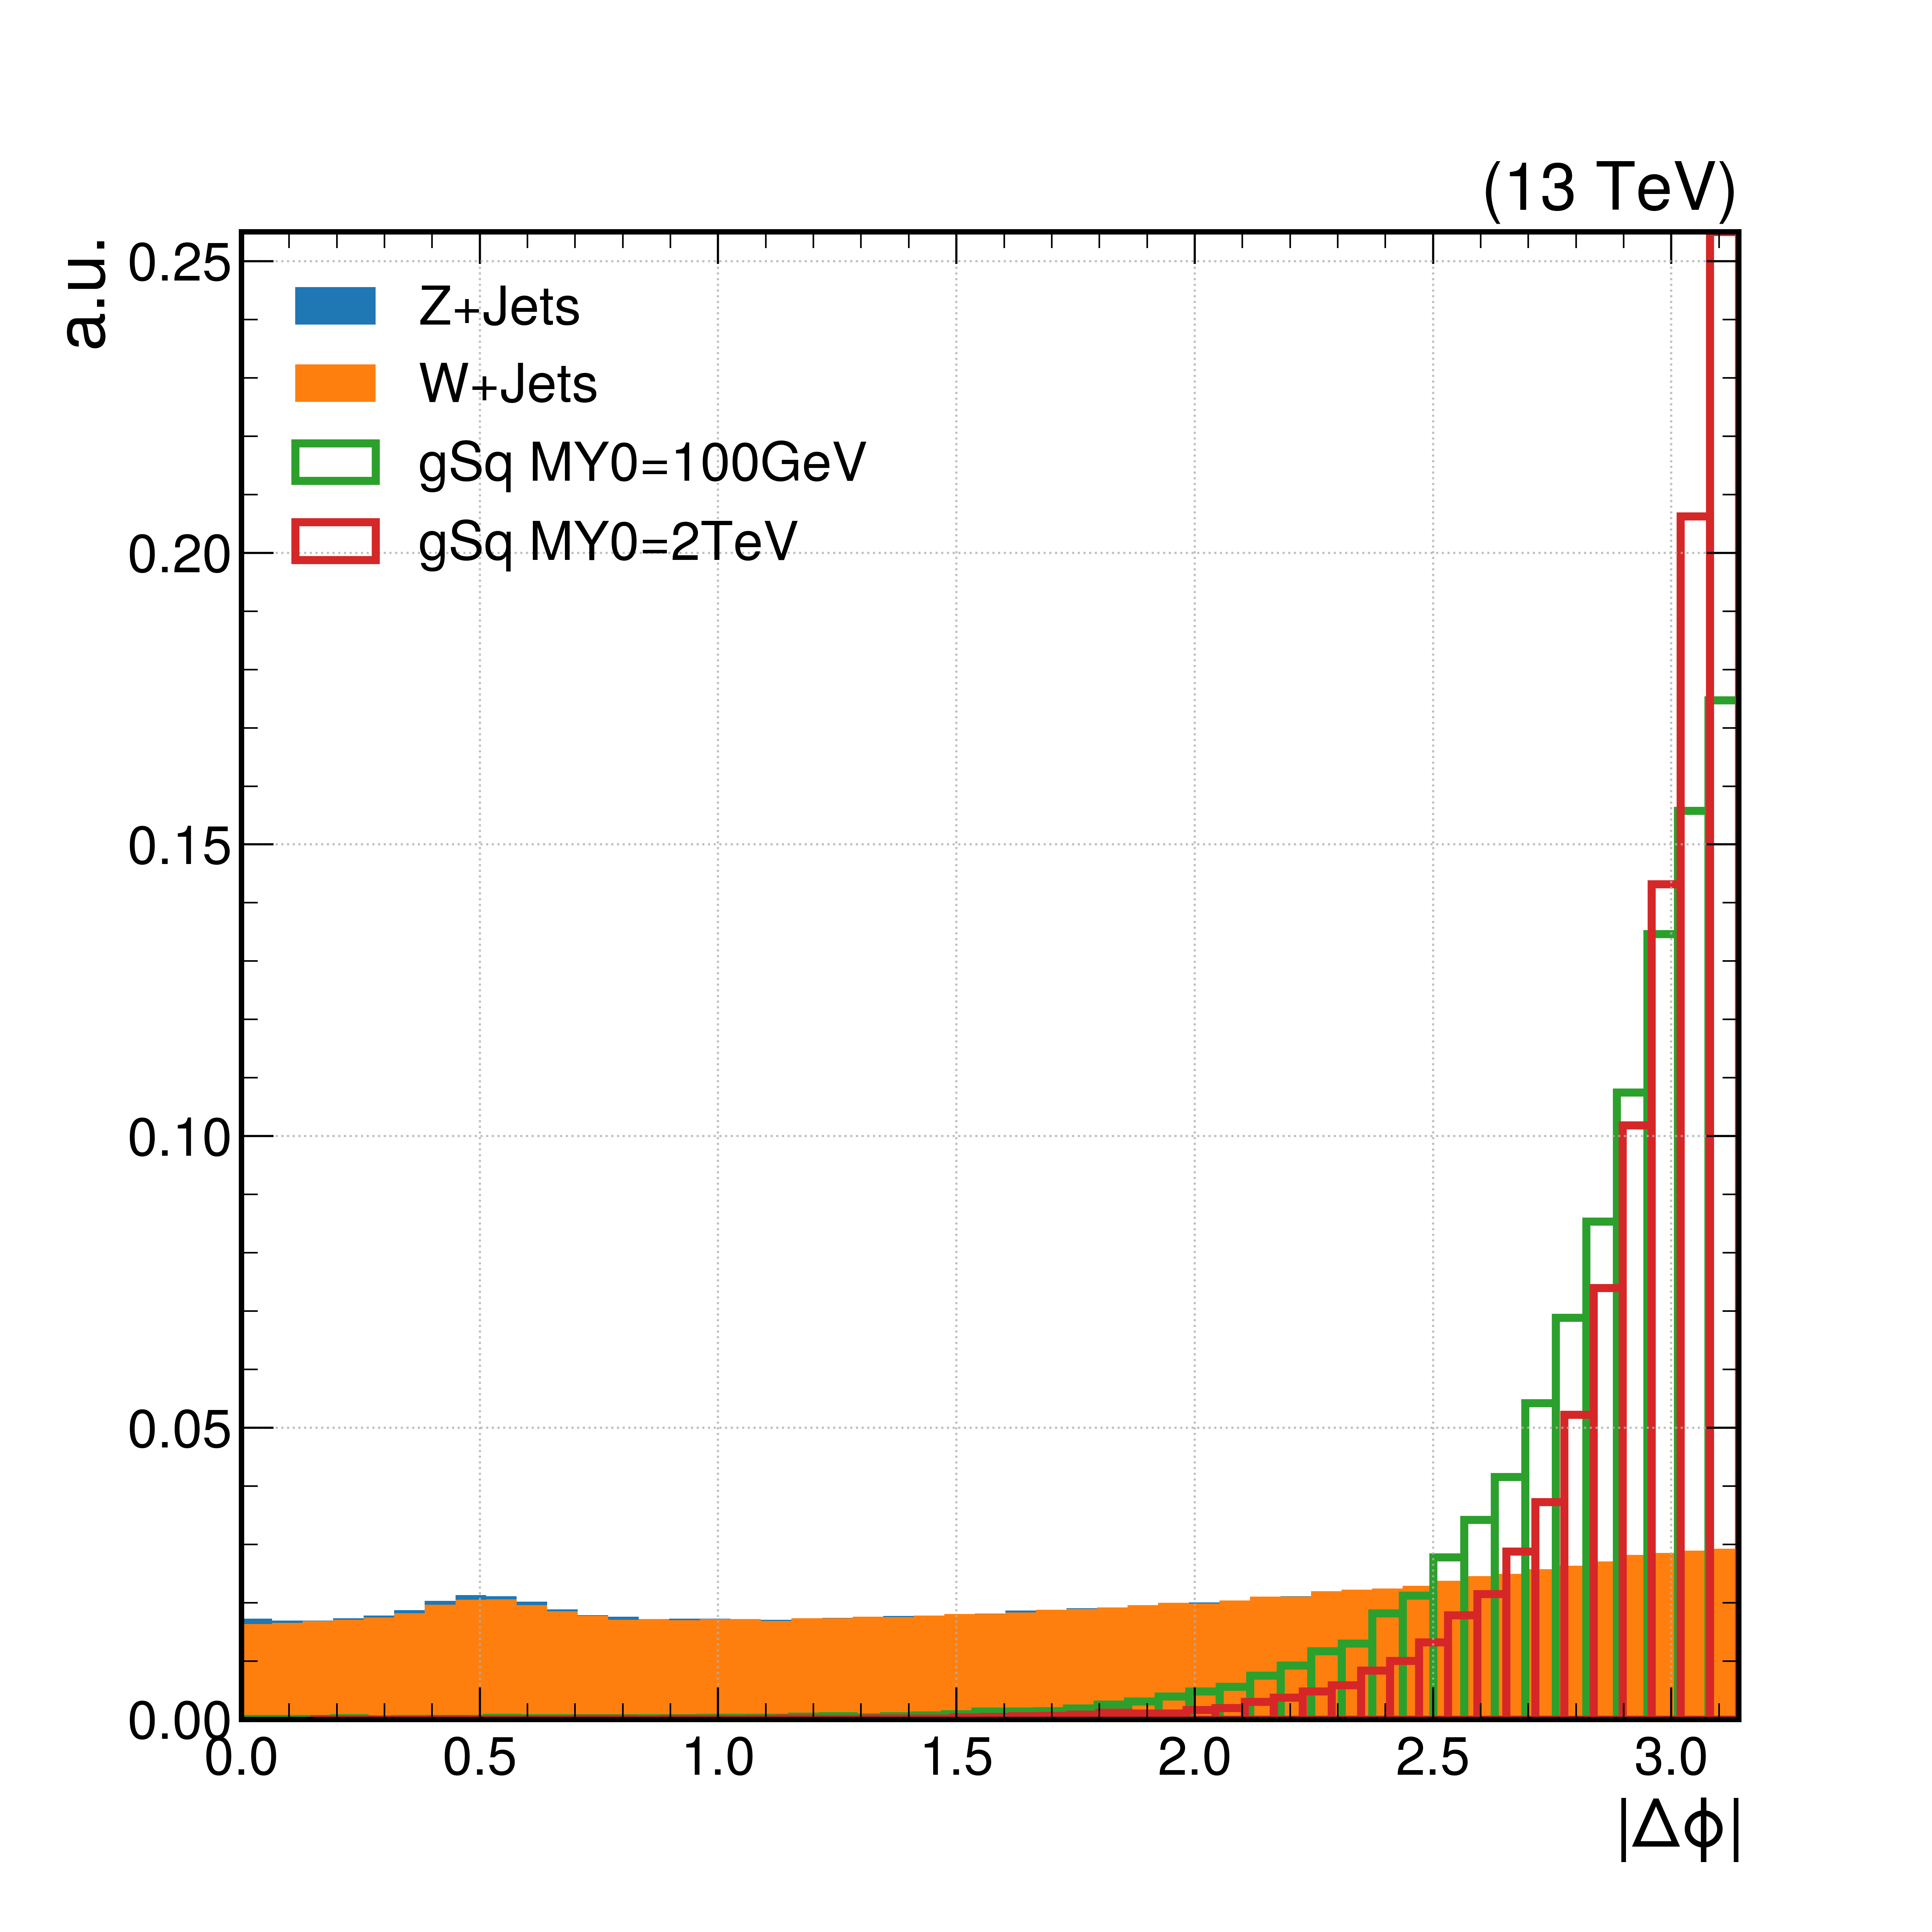 (13 TeV)
a.u.
0.25
0.20
0.15
0.10
0.05
0.00
Z+Jets
W+Jets
gSq MY0=100GeV
gSq MY0=2TeV
0.0 0.5 1.0 1.5 2.0 2.5 3.0
|Δϕ|